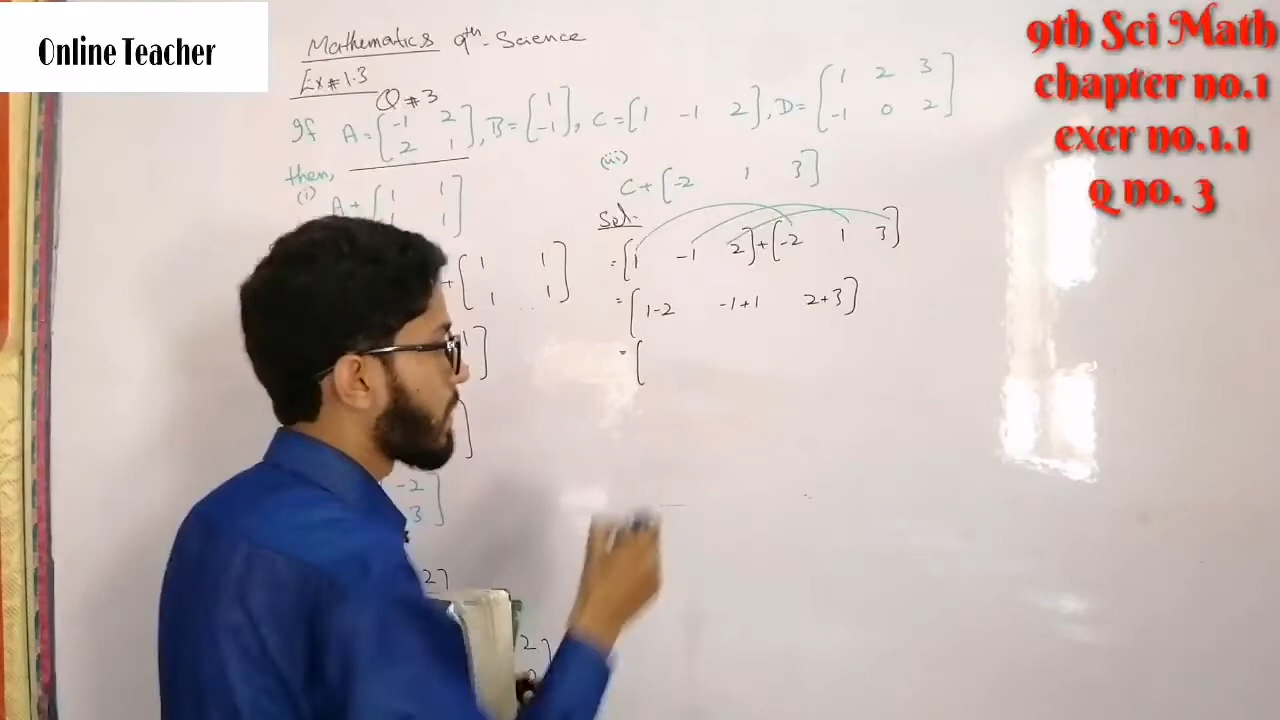 Online Teacher
9th Sci Math
chapter no.1
excr no.1.1
Q no. 3
Mathematics 9th-Science
Ex#1.3
Q#3
If A=[-1 2
2 1], B=[1
-1], C=[1 -1 2], D=[1 2 3
-1 0 2]
then,
(i)
A+[1 1
1 1]
+[1 1
1 1]
1]
]
-2
3]
2]
2]
(iii)
C+[-2 1 3]
Sol.
=[1 -1 2]+[-2 1 3]
=[1-2 -1+1 2+3]
=[